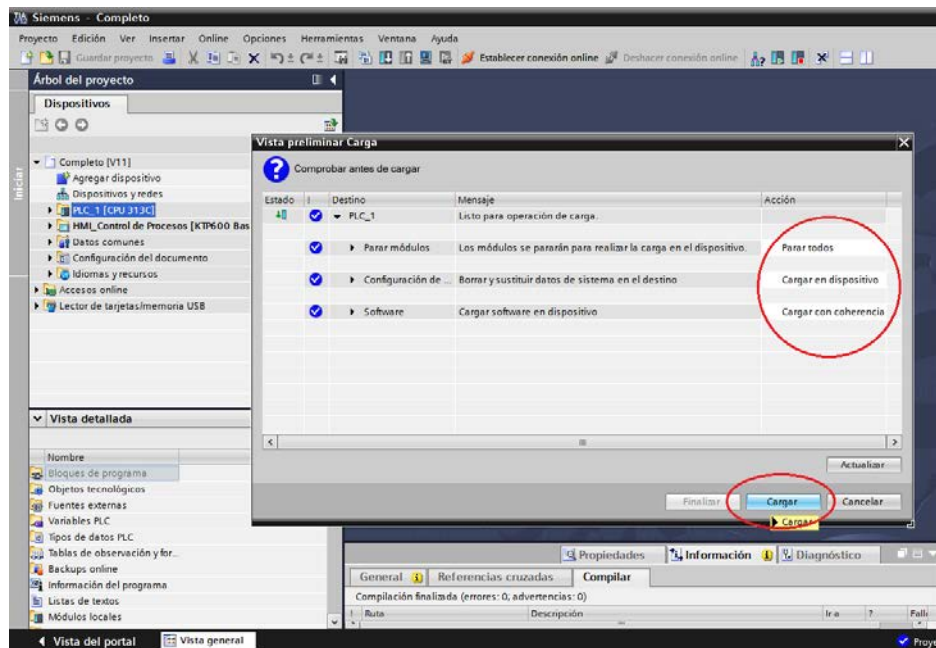 Siemens - Completo
Proyecto Edición Ver Insertar Online Opciones Herramientas Ventana Ayuda
Guardar proyecto Establecer conexión online Deshacer conexión online
Árbol del proyecto
Dispositivos
Iniciar
Completo [V11]
Agregar dispositivo
Dispositivos y redes
PLC_1 [CPU 313C]
HMI_Control de Procesos [KTP600 Bas
Datos comunes
Configuración del documento
Idiomas y recursos
Accesos online
Lector de tarjetas/memoria USB
Vista preliminar Carga
Comprobar antes de cargar
Estado ! Destino Mensaje Acción
PLC_1 Listo para operación de carga.
Parar módulos Los módulos se pararán para realizar la carga en el dispositivo. Parar todos
Configuración de ... Borrar y sustituir datos de sistema en el destino Cargar en dispositivo
Software Cargar software en dispositivo Cargar con coherencia
Actualizar
Finalizar Cargar Cancelar
Cargar
Vista detallada
Nombre
Bloques de programa
Objetos tecnológicos
Fuentes externas
Variables PLC
Tipos de datos PLC
Tablas de observación y for...
Backups online
Información del programa
Listas de textos
Módulos locales
Propiedades Información Diagnóstico
General Referencias cruzadas Compilar
Compilación finalizada (errores: 0; advertencias: 0)
! Ruta Descripción Ir a ? Falla
Vista del portal Vista general Proye